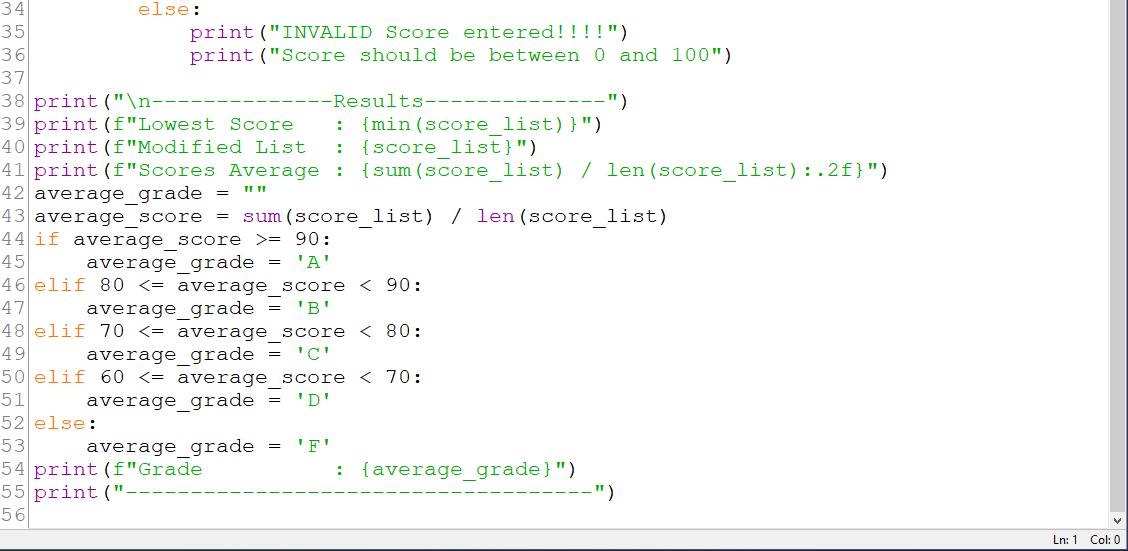 34         else:
35             print("INVALID Score entered!!!!")
36             print("Score should be between 0 and 100")
37
38 print("\n--------------Results--------------")
39 print(f"Lowest Score   : {min(score_list)}")
40 print(f"Modified List  : {score_list}")
41 print(f"Scores Average : {sum(score_list) / len(score_list):.2f}")
42 average_grade = ""
43 average_score = sum(score_list) / len(score_list)
44 if average_score >= 90:
45     average_grade = 'A'
46 elif 80 <= average_score < 90:
47     average_grade = 'B'
48 elif 70 <= average_score < 80:
49     average_grade = 'C'
50 elif 60 <= average_score < 70:
51     average_grade = 'D'
52 else:
53     average_grade = 'F'
54 print(f"Grade          : {average_grade}")
55 print("------------------------------------")
56
Ln: 1 Col: 0